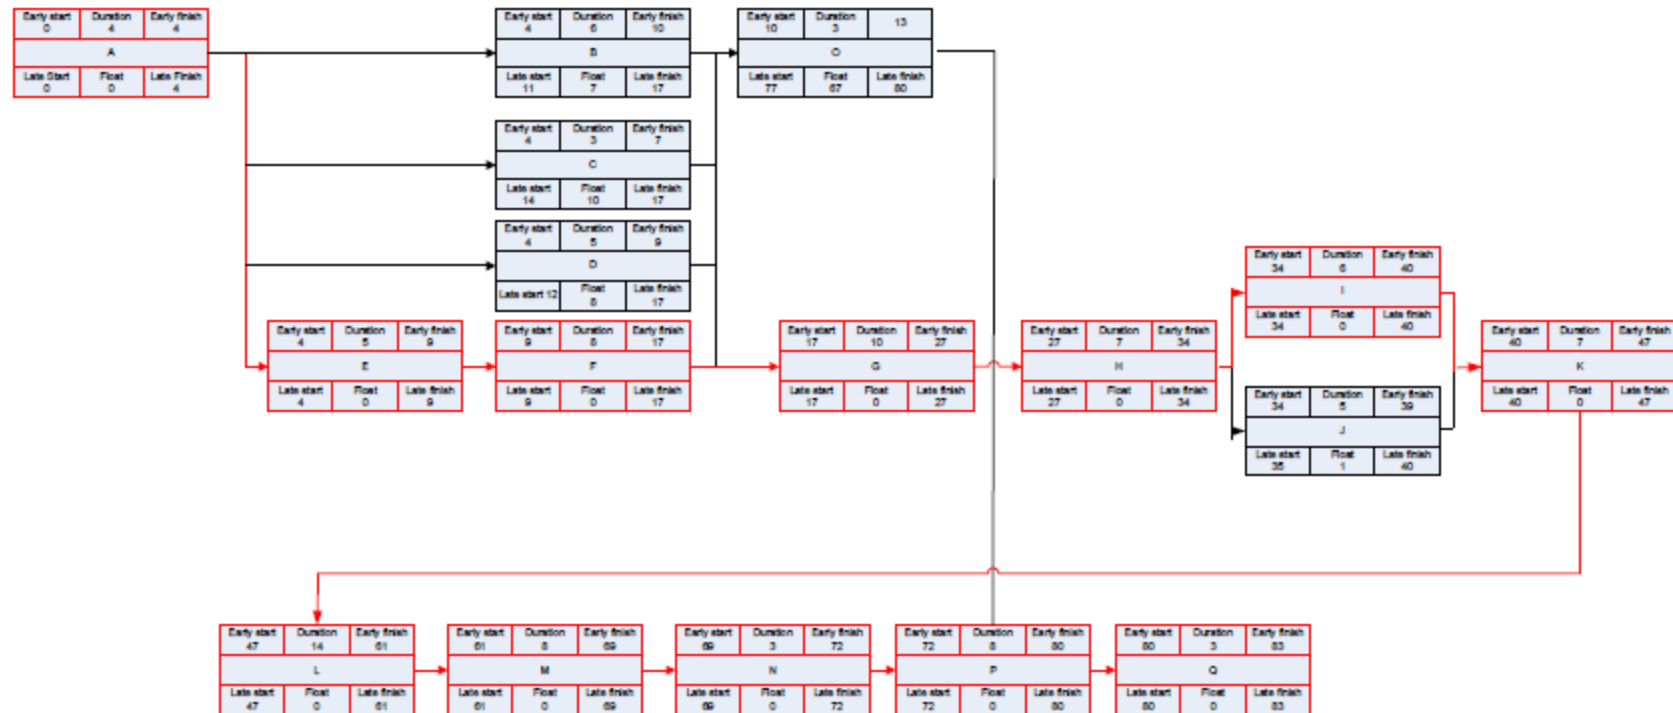 Early start Duration Early finish
0 4 4
A
Late Start Float Late Finish
0 0 4
Early start Duration Early finish
4 6 10
B
Late start Float Late finish
11 7 17
Early start Duration 13
10 3
O
Late start Float Late finish
77 67 80
Early start Duration Early finish
4 3 7
C
Late start Float Late finish
14 10 17
Early start Duration Early finish
4 5 9
D
Late start 12 Float Late finish
8 17
Early start Duration Early finish
4 5 9
E
Late start Float Late finish
4 0 9
Early start Duration Early finish
9 8 17
F
Late start Float Late finish
9 0 17
Early start Duration Early finish
17 10 27
G
Late start Float Late finish
17 0 27
Early start Duration Early finish
27 7 34
H
Late start Float Late finish
27 0 34
Early start Duration Early finish
34 6 40
I
Late start Float Late finish
34 0 40
Early start Duration Early finish
34 5 39
J
Late start Float Late finish
35 1 40
Early start Duration Early finish
40 7 47
K
Late start Float Late finish
40 0 47
Early start Duration Early finish
47 14 61
L
Late start Float Late finish
47 0 61
Early start Duration Early finish
61 8 69
M
Late start Float Late finish
61 0 69
Early start Duration Early finish
69 3 72
N
Late start Float Late finish
69 0 72
Early start Duration Early finish
72 8 80
P
Late start Float Late finish
72 0 80
Early start Duration Early finish
80 3 83
Q
Late start Float Late finish
80 0 83